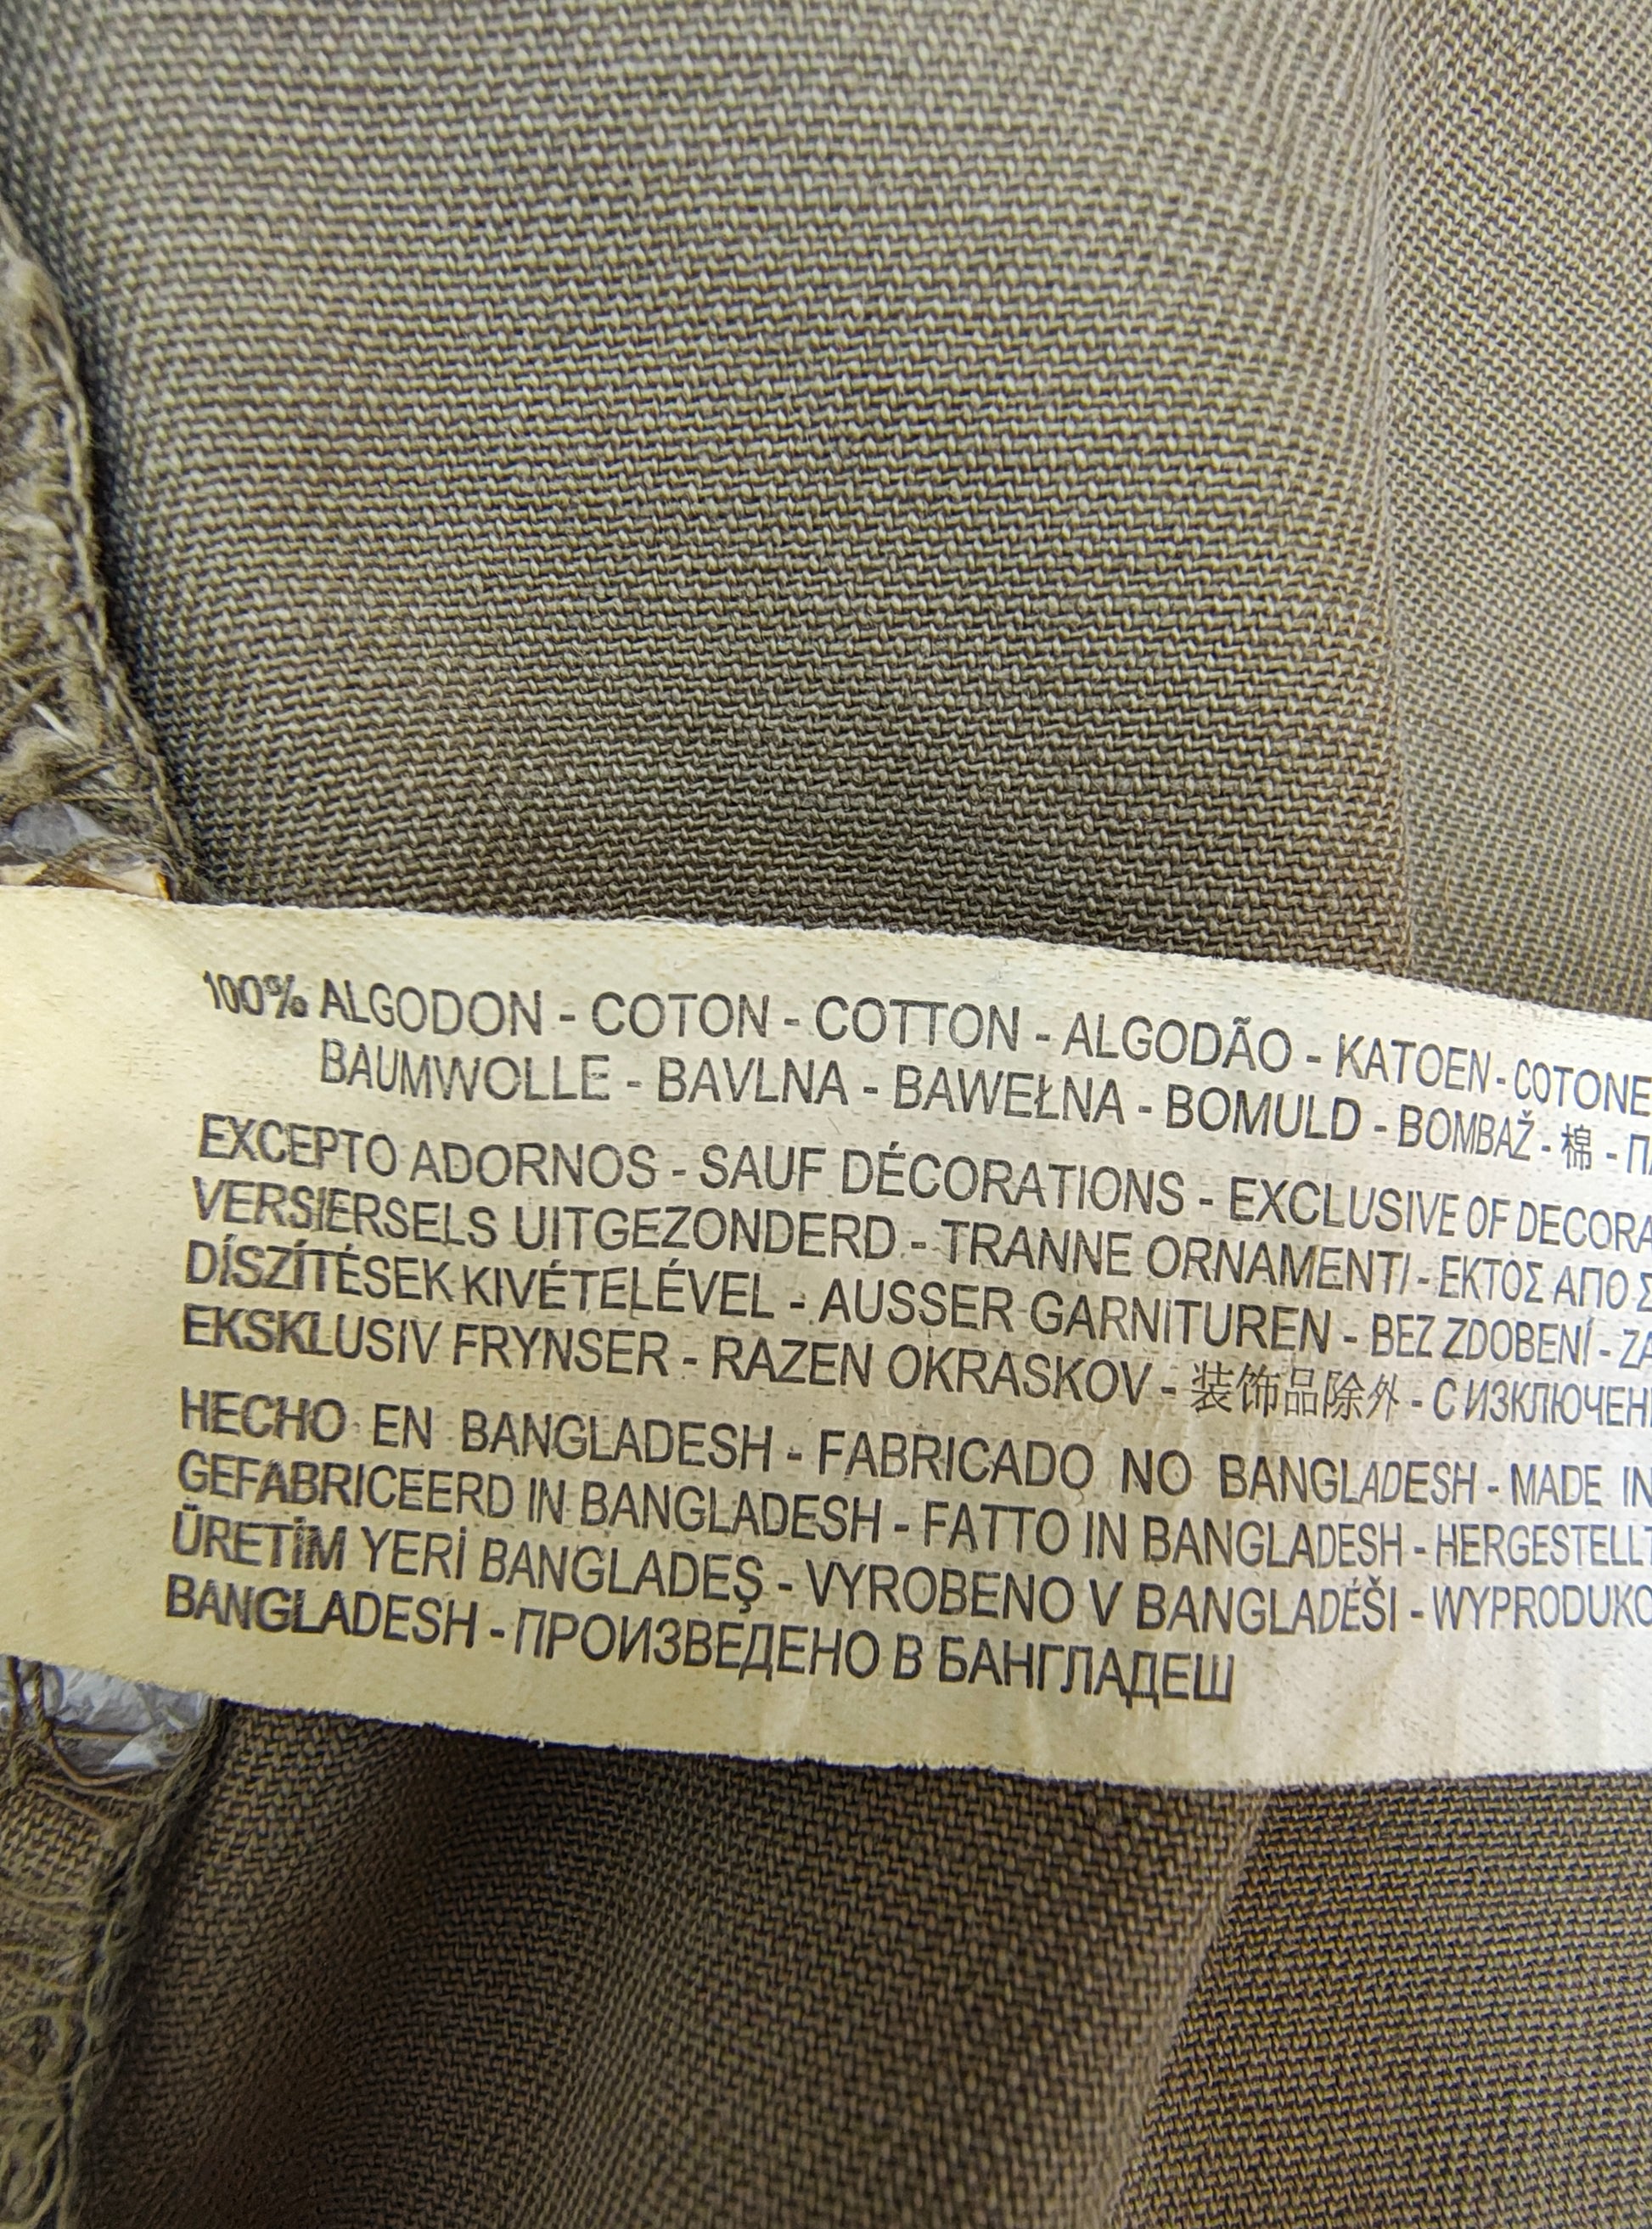 100% ALGODON - COTON - COTTON - ALGODÃO - KATOEN - COTONE
BAUMWOLLE - BAVLNA - BAWEŁNA - BOMULD - BOMBAŽ - 棉 -
EXCEPTO ADORNOS - SAUF DÉCORATIONS - EXCLUSIVE OF
VERSIERSELS UITGEZONDERD - TRANNE ORNAMENTI - ΕΚΤΟΣ ΑΠΟ
DÍSZÍTÉSEK KIVÉTELÉVEL - AUSSER GARNITUREN - BEZ ZDOBENÍ -
EKSKLUSIV FRYNSER - RAZEN OKRASKOV - 装饰品除外 - С
HECHO EN BANGLADESH - FABRICADO NO BANGLADESH - MADE IN
GEFABRICEERD IN BANGLADESH - FATTO IN BANGLADESH - HERGESTELLT
ÜRETİM YERİ BANGLADEŞ - VYROBENO V BANGLADÉŠI -
BANGLADESH - ПРОИЗВЕДЕНО В БАНГЛАДЕШ